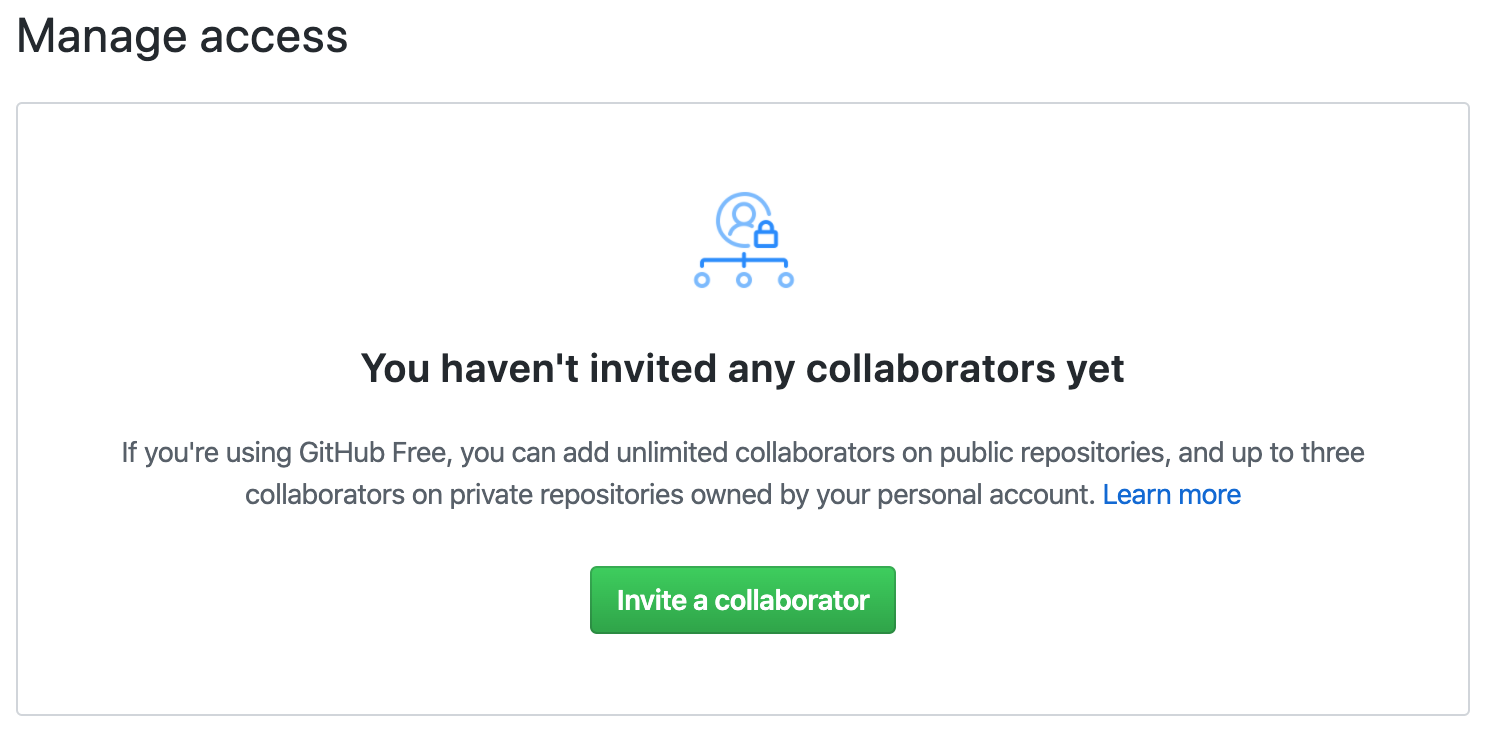 Manage access
You haven't invited any collaborators yet
If you're using GitHub Free, you can add unlimited collaborators on public repositories, and up to three
collaborators on private repositories owned by your personal account. Learn more
Invite a collaborator